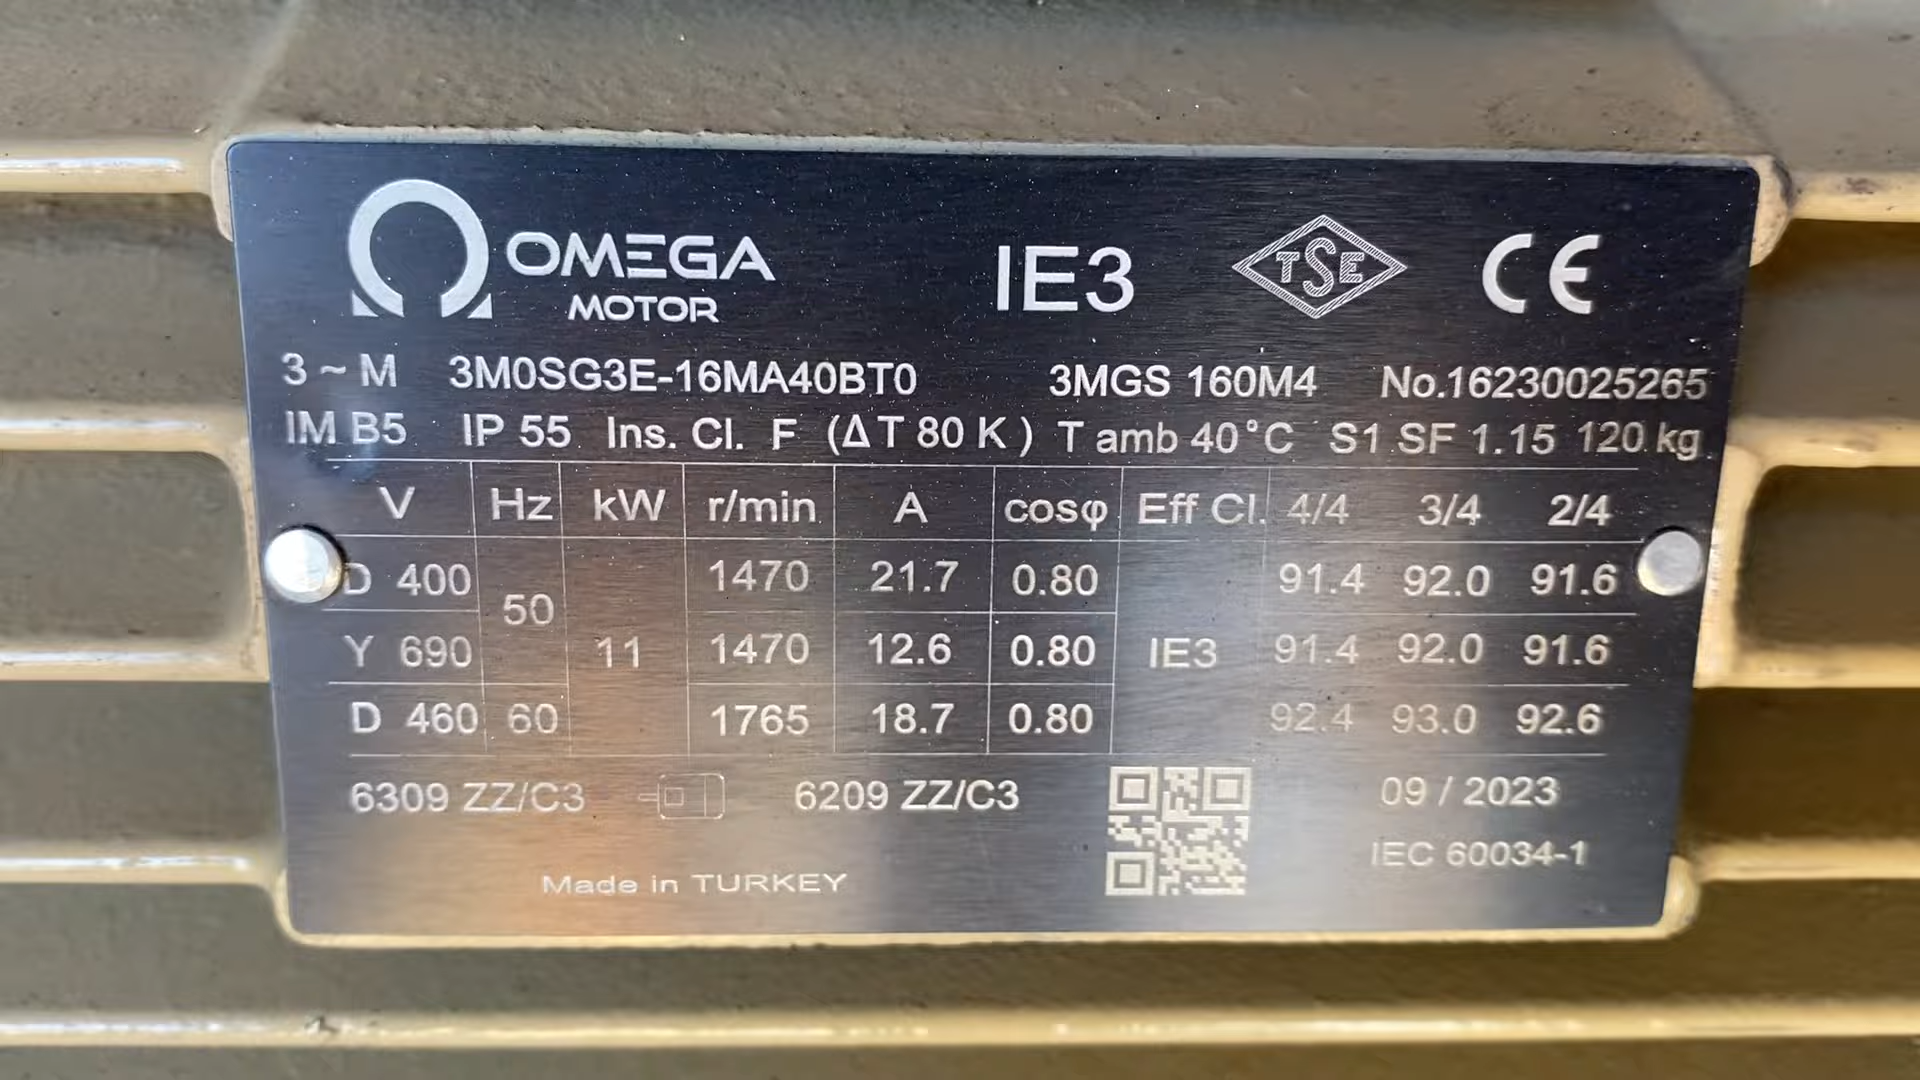 OMEGA
MOTOR
IE3 TSE CE
3 ~ M 3M0SG3E-16MA40BT0 3MGS 160M4 No.16230025265
IM B5 IP 55 Ins. Cl. F (Δ T 80 K) T amb 40°C S1 SF 1.15 120 kg
V Hz kW r/min A cosφ Eff Cl. 4/4 3/4 2/4
D 400 50 11 1470 21.7 0.80 IE3 91.4 92.0 91.6
Y 690 1470 12.6 0.80 91.4 92.0 91.6
D 460 60 1765 18.7 0.80 92.4 93.0 92.6
6309 ZZ/C3 6209 ZZ/C3 09 / 2023
IEC 60034-1
Made in TURKEY